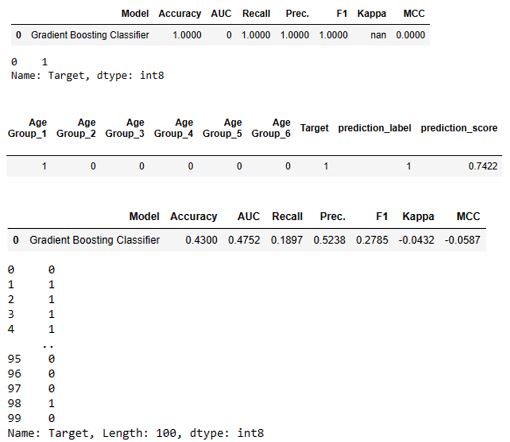 Model Accuracy AUC Recall Prec. F1 Kappa MCC
0 Gradient Boosting Classifier 1.0000 0 1.0000 1.0000 1.0000 nan 0.0000
0 1
Name: Target, dtype: int8
Age Group_1 Age Group_2 Age Group_3 Age Group_4 Age Group_5 Age Group_6 Target prediction_label prediction_score
1 0 0 0 0 0 1 1 0.7422
Model Accuracy AUC Recall Prec. F1 Kappa MCC
0 Gradient Boosting Classifier 0.4300 0.4752 0.1897 0.5238 0.2785 -0.0432 -0.0587
0 0
1 1
2 1
3 1
4 1
..
95 0
96 0
97 0
98 1
99 0
Name: Target, Length: 100, dtype: int8